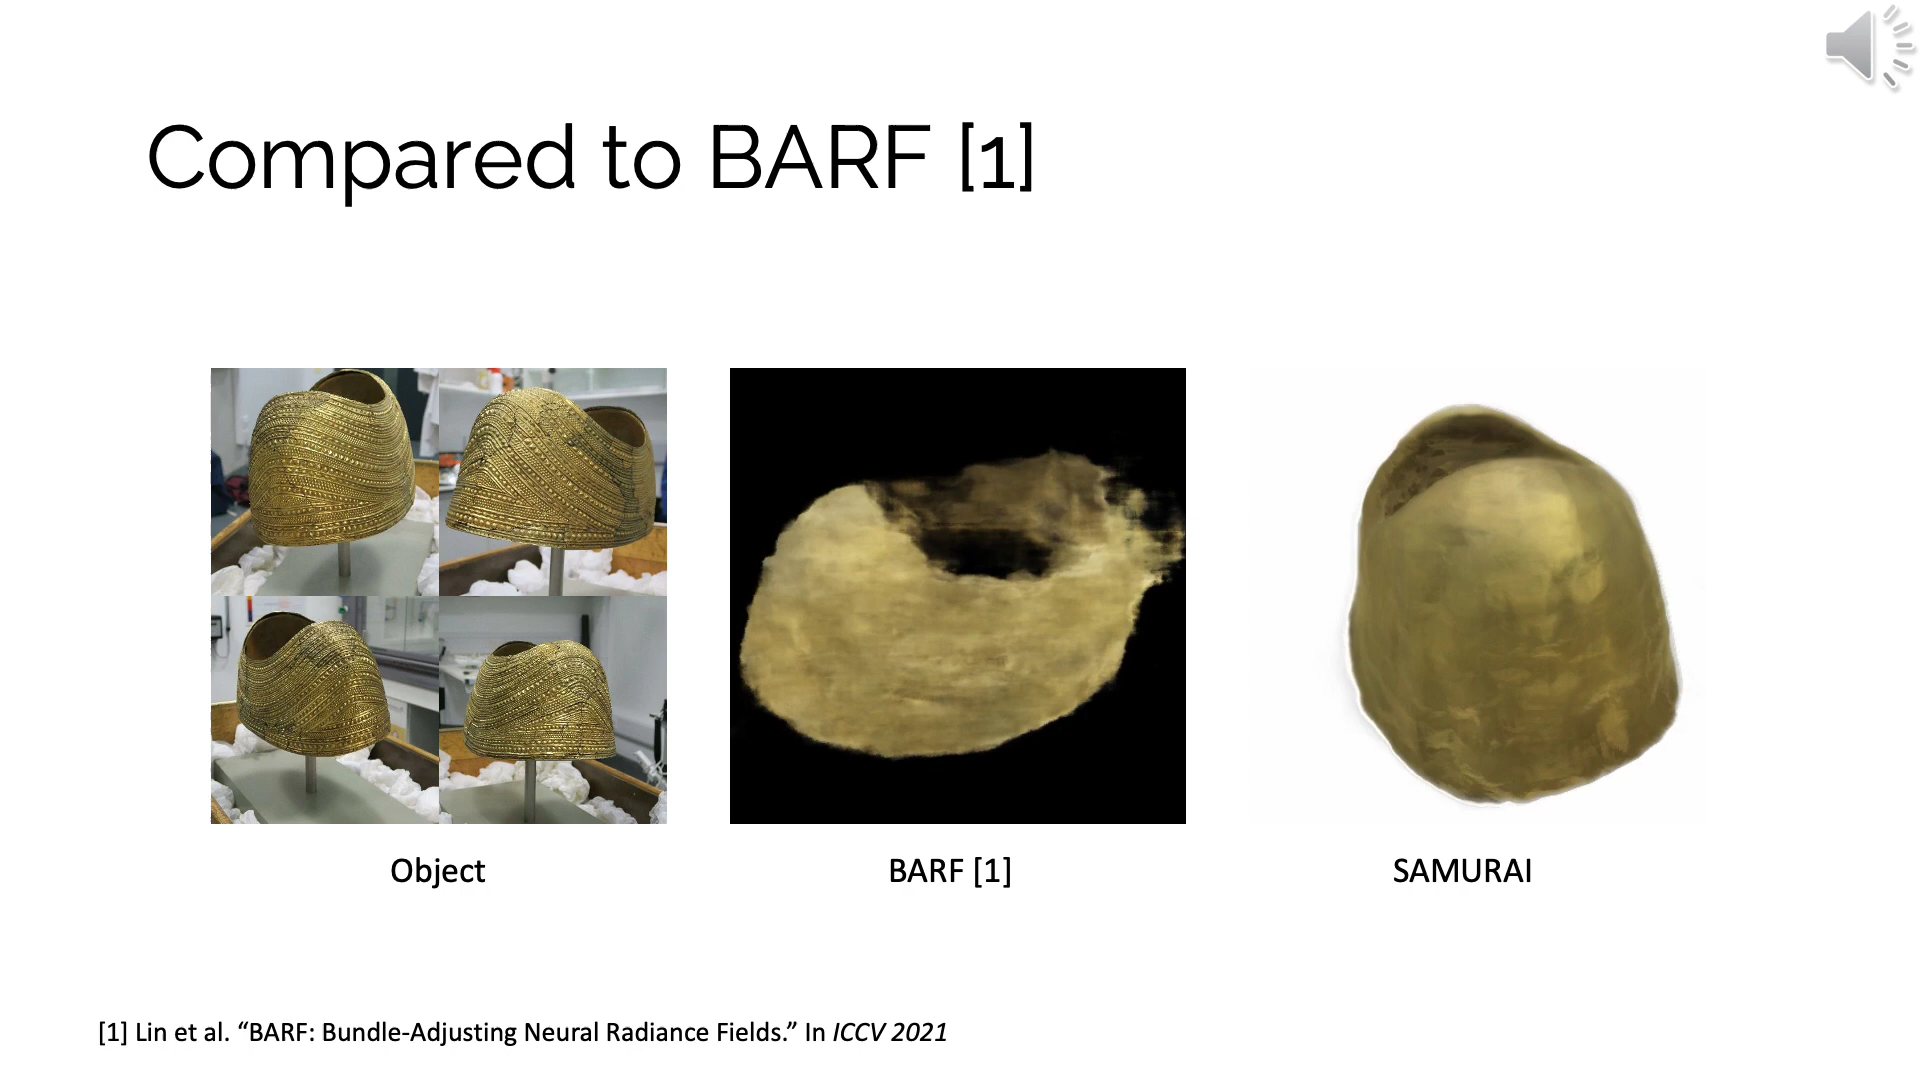 Compared to BARF [1]
Object
BARF [1]
SAMURAI
[1] Lin et al. “BARF: Bundle-Adjusting Neural Radiance Fields.” In ICCV 2021